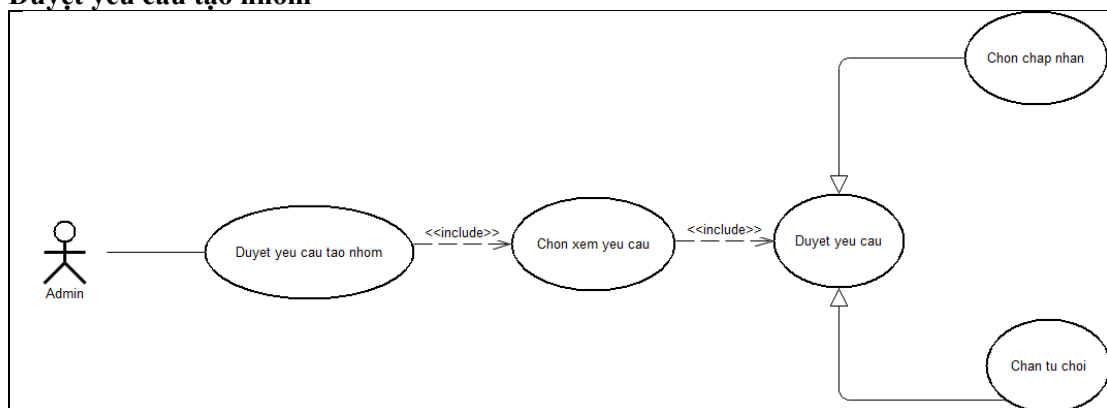 Duyệt yêu cầu tạo nhóm
Chon chap nhan
<<include>>
<<include>>
Duyet yeu cau tao nhom
Chon xem yeu cau
Duyet yeu cau
Admin
Chan tu choi